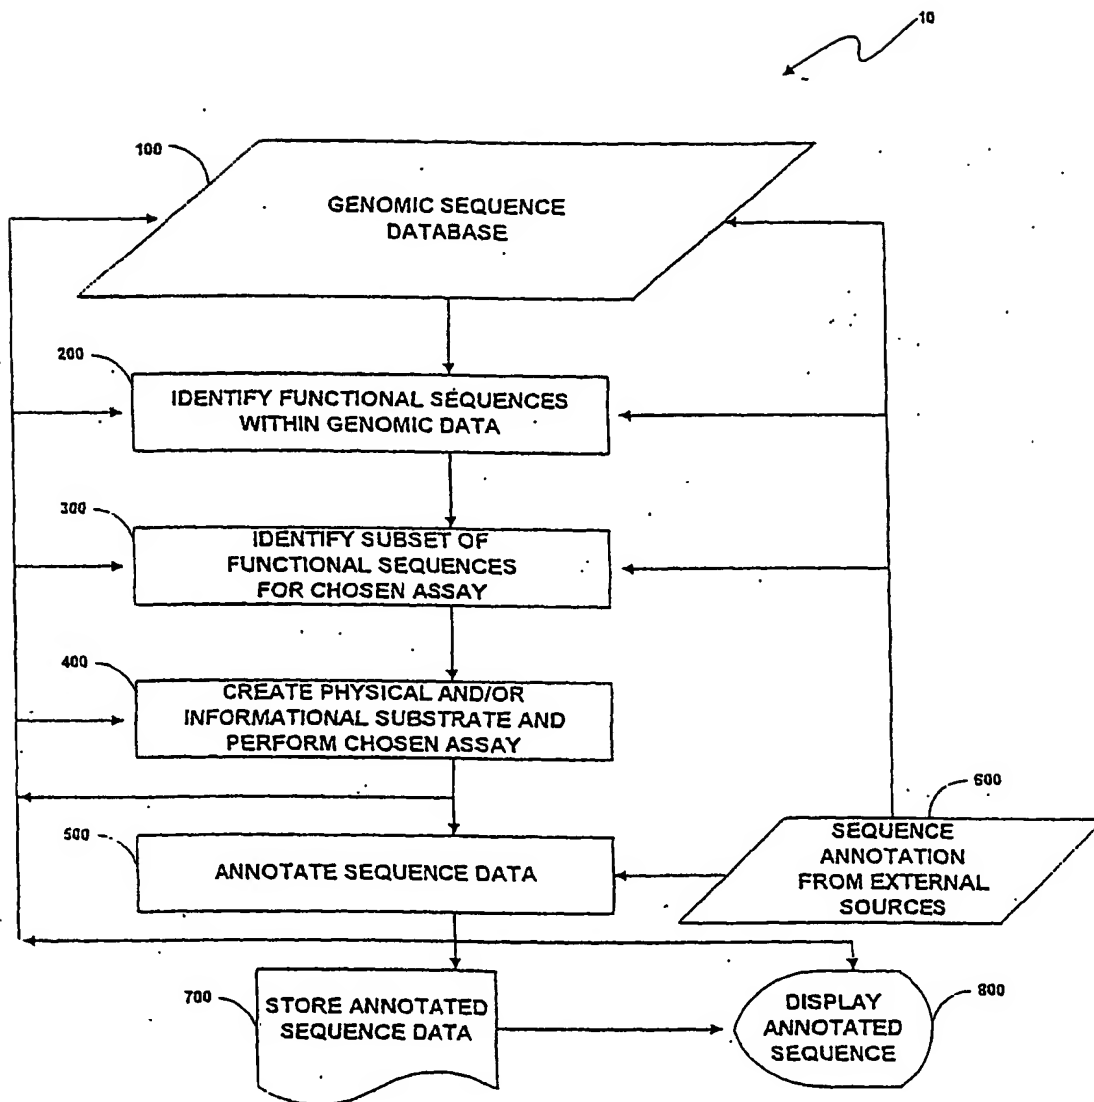 10
100
GENOMIC SEQUENCE
DATABASE
200
IDENTIFY FUNCTIONAL SEQUENCES
WITHIN GENOMIC DATA
300
IDENTIFY SUBSET OF
FUNCTIONAL SEQUENCES
FOR CHOSEN ASSAY
400
CREATE PHYSICAL AND/OR
INFORMATIONAL SUBSTRATE AND
PERFORM CHOSEN ASSAY
600
SEQUENCE
ANNOTATION
FROM EXTERNAL
SOURCES
500
ANNOTATE SEQUENCE DATA
700
STORE ANNOTATED
SEQUENCE DATA
800
DISPLAY
ANNOTATED
SEQUENCE